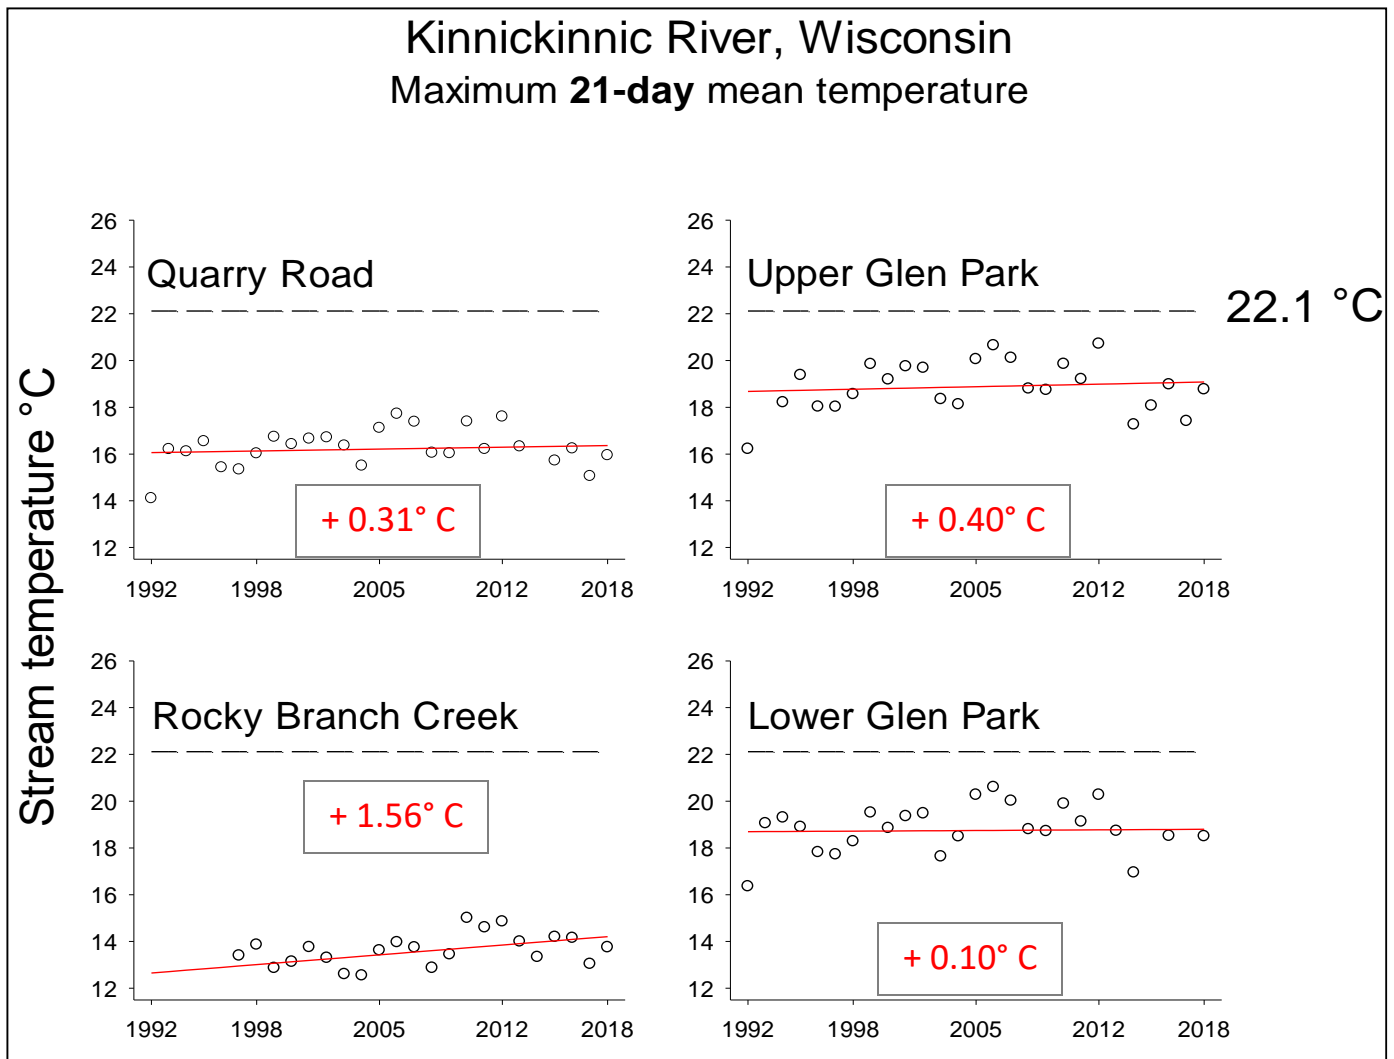 Kinnickinnic River, Wisconsin
Maximum 21-day mean temperature
Stream temperature °C
26
24
22
20
18
16
14
12
Quarry Road
+ 0.31° C
1992 1998 2005 2012 2018
26
24
22
20
18
16
14
12
Upper Glen Park
22.1 °C
+ 0.40° C
1992 1998 2005 2012 2018
26
24
22
20
18
16
14
12
Rocky Branch Creek
+ 1.56° C
1992 1998 2005 2012 2018
26
24
22
20
18
16
14
12
Lower Glen Park
+ 0.10° C
1992 1998 2005 2012 2018